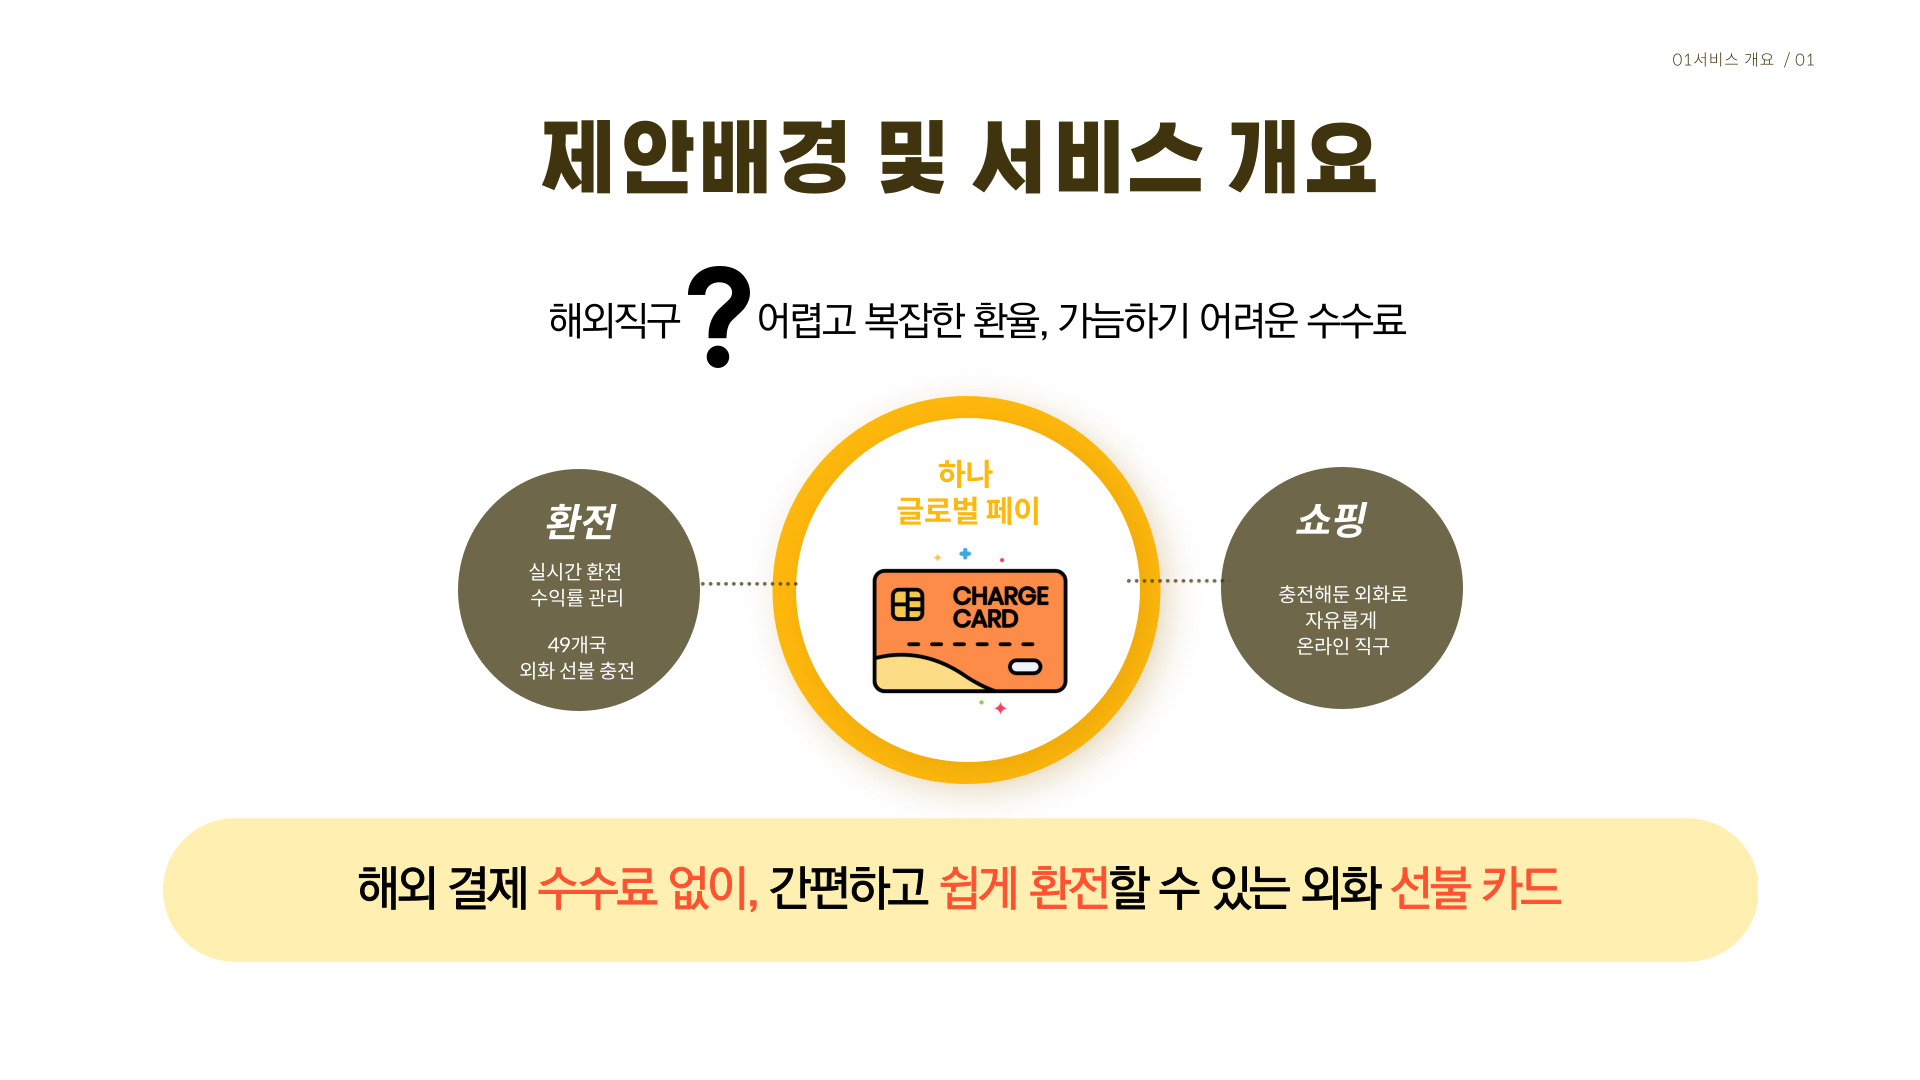 01서비스 개요 / 01
제안배경 및 서비스 개요
해외직구 ? 어렵고 복잡한 환율, 가늠하기 어려운 수수료
환전
실시간 환전
수익률 관리
49개국
외화 선불 충전
하나
글로벌 페이
CHARGE
CARD
쇼핑
충전해둔 외화로
자유롭게
온라인 직구
해외 결제 수수료 없이, 간편하고 쉽게 환전할 수 있는 외화 선불 카드